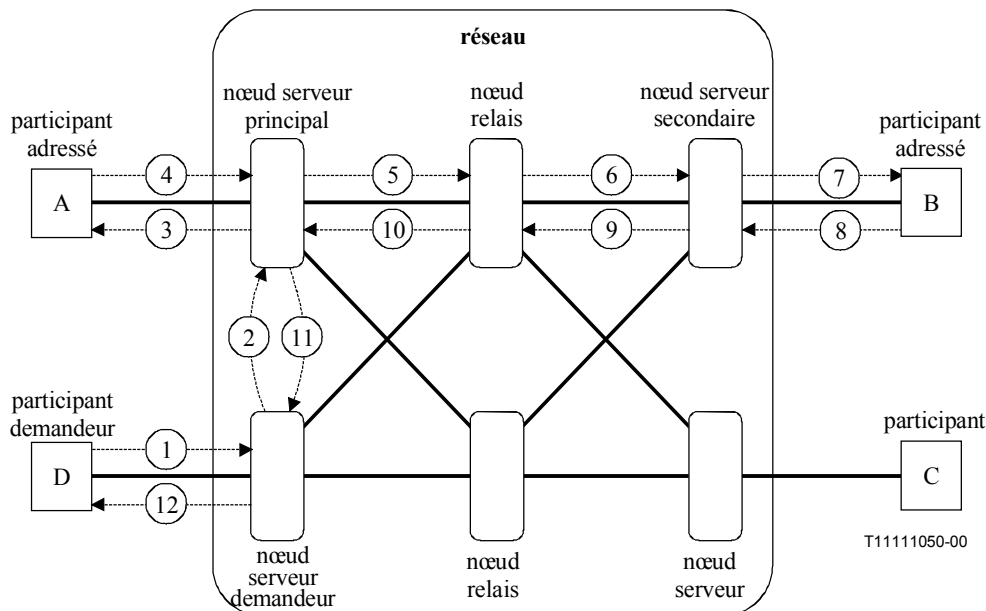 réseau
nœud serveur
principal
nœud
relais
nœud serveur
secondaire
participant
adressé
participant
adressé
4
5
6
7
A
B
3
10
9
8
2
11
participant
demandeur
participant
1
D
C
12
T11111050-00
nœud
serveur
demandeur
nœud
relais
nœud
serveur